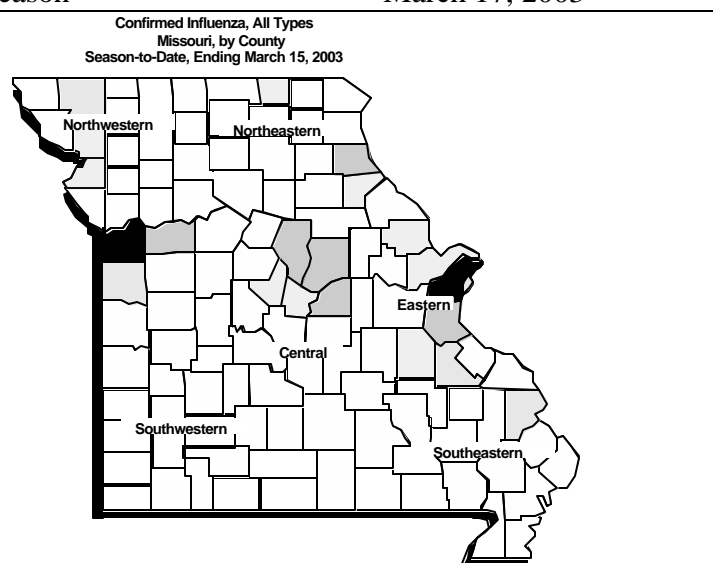 March 17, 2003
Confirmed Influenza, All Types
Missouri, by County
Season-to-Date, Ending March 15, 2003
Northwestern
Northeastern
Eastern
Central
Southwestern
Southeastern